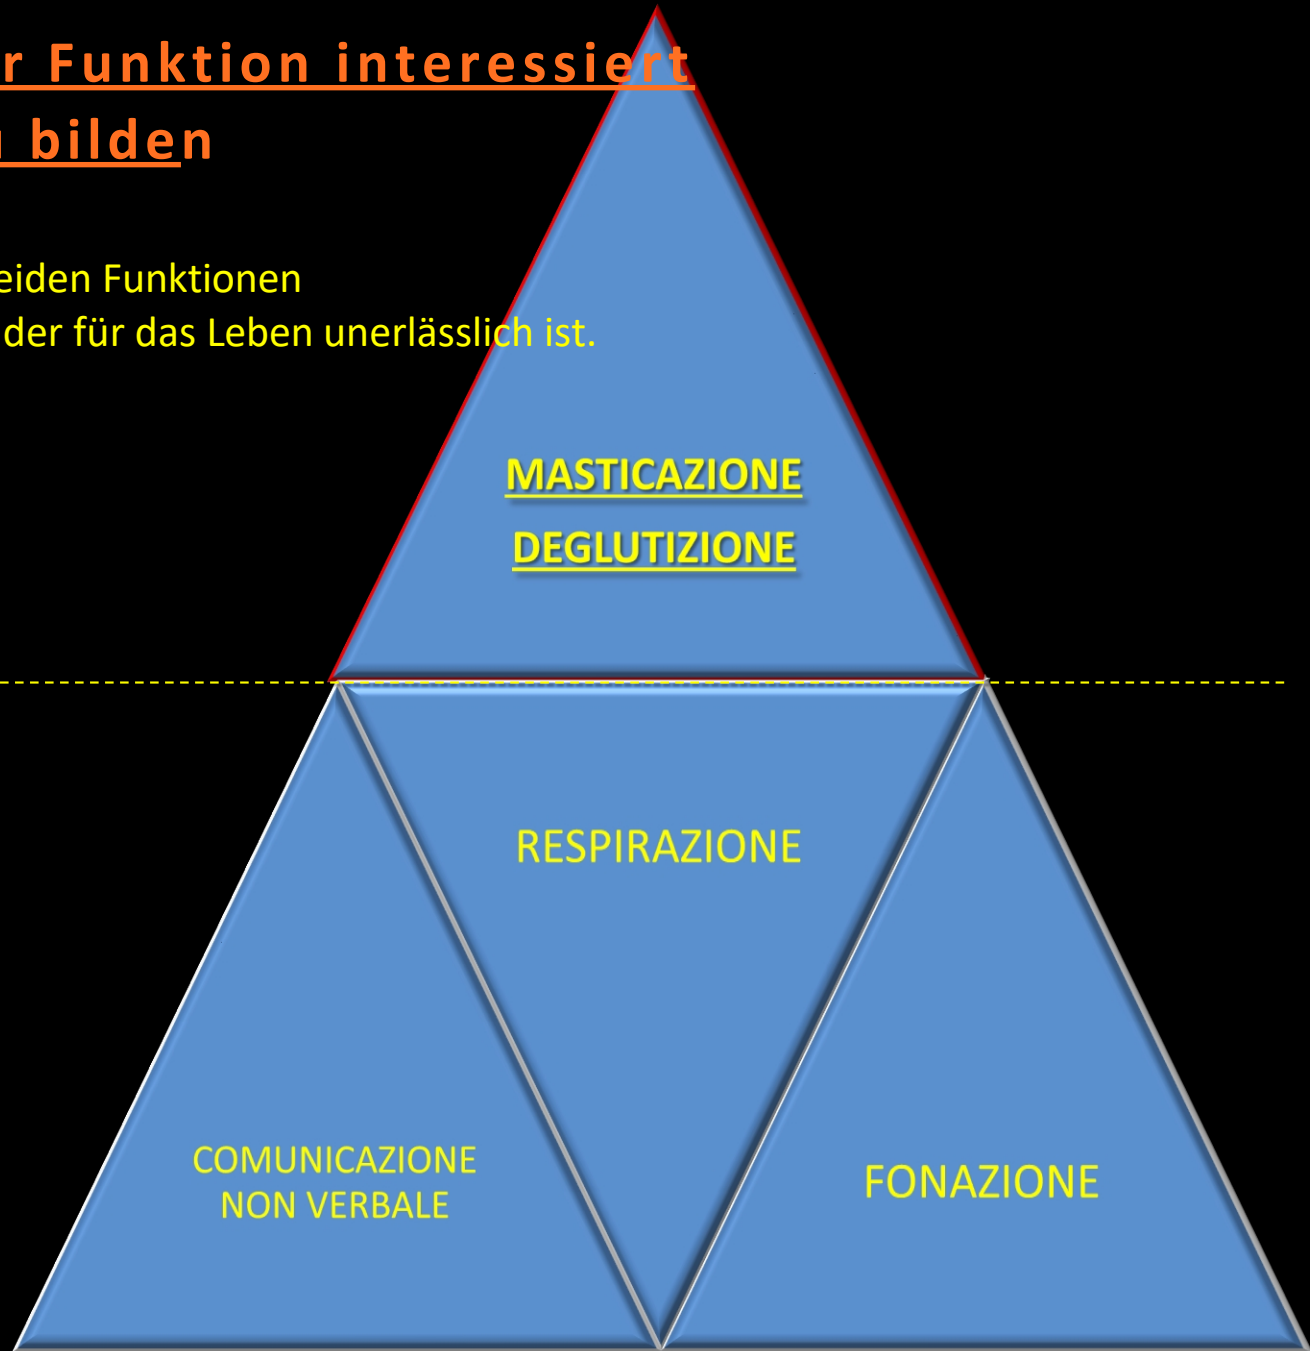 r Funktion interessiert
u bilden
eiden Funktionen
der für das Leben unerlässlich ist.
MASTICAZIONE
DEGLUTIZIONE
RESPIRAZIONE
COMUNICAZIONE
NON VERBALE
FONAZIONE